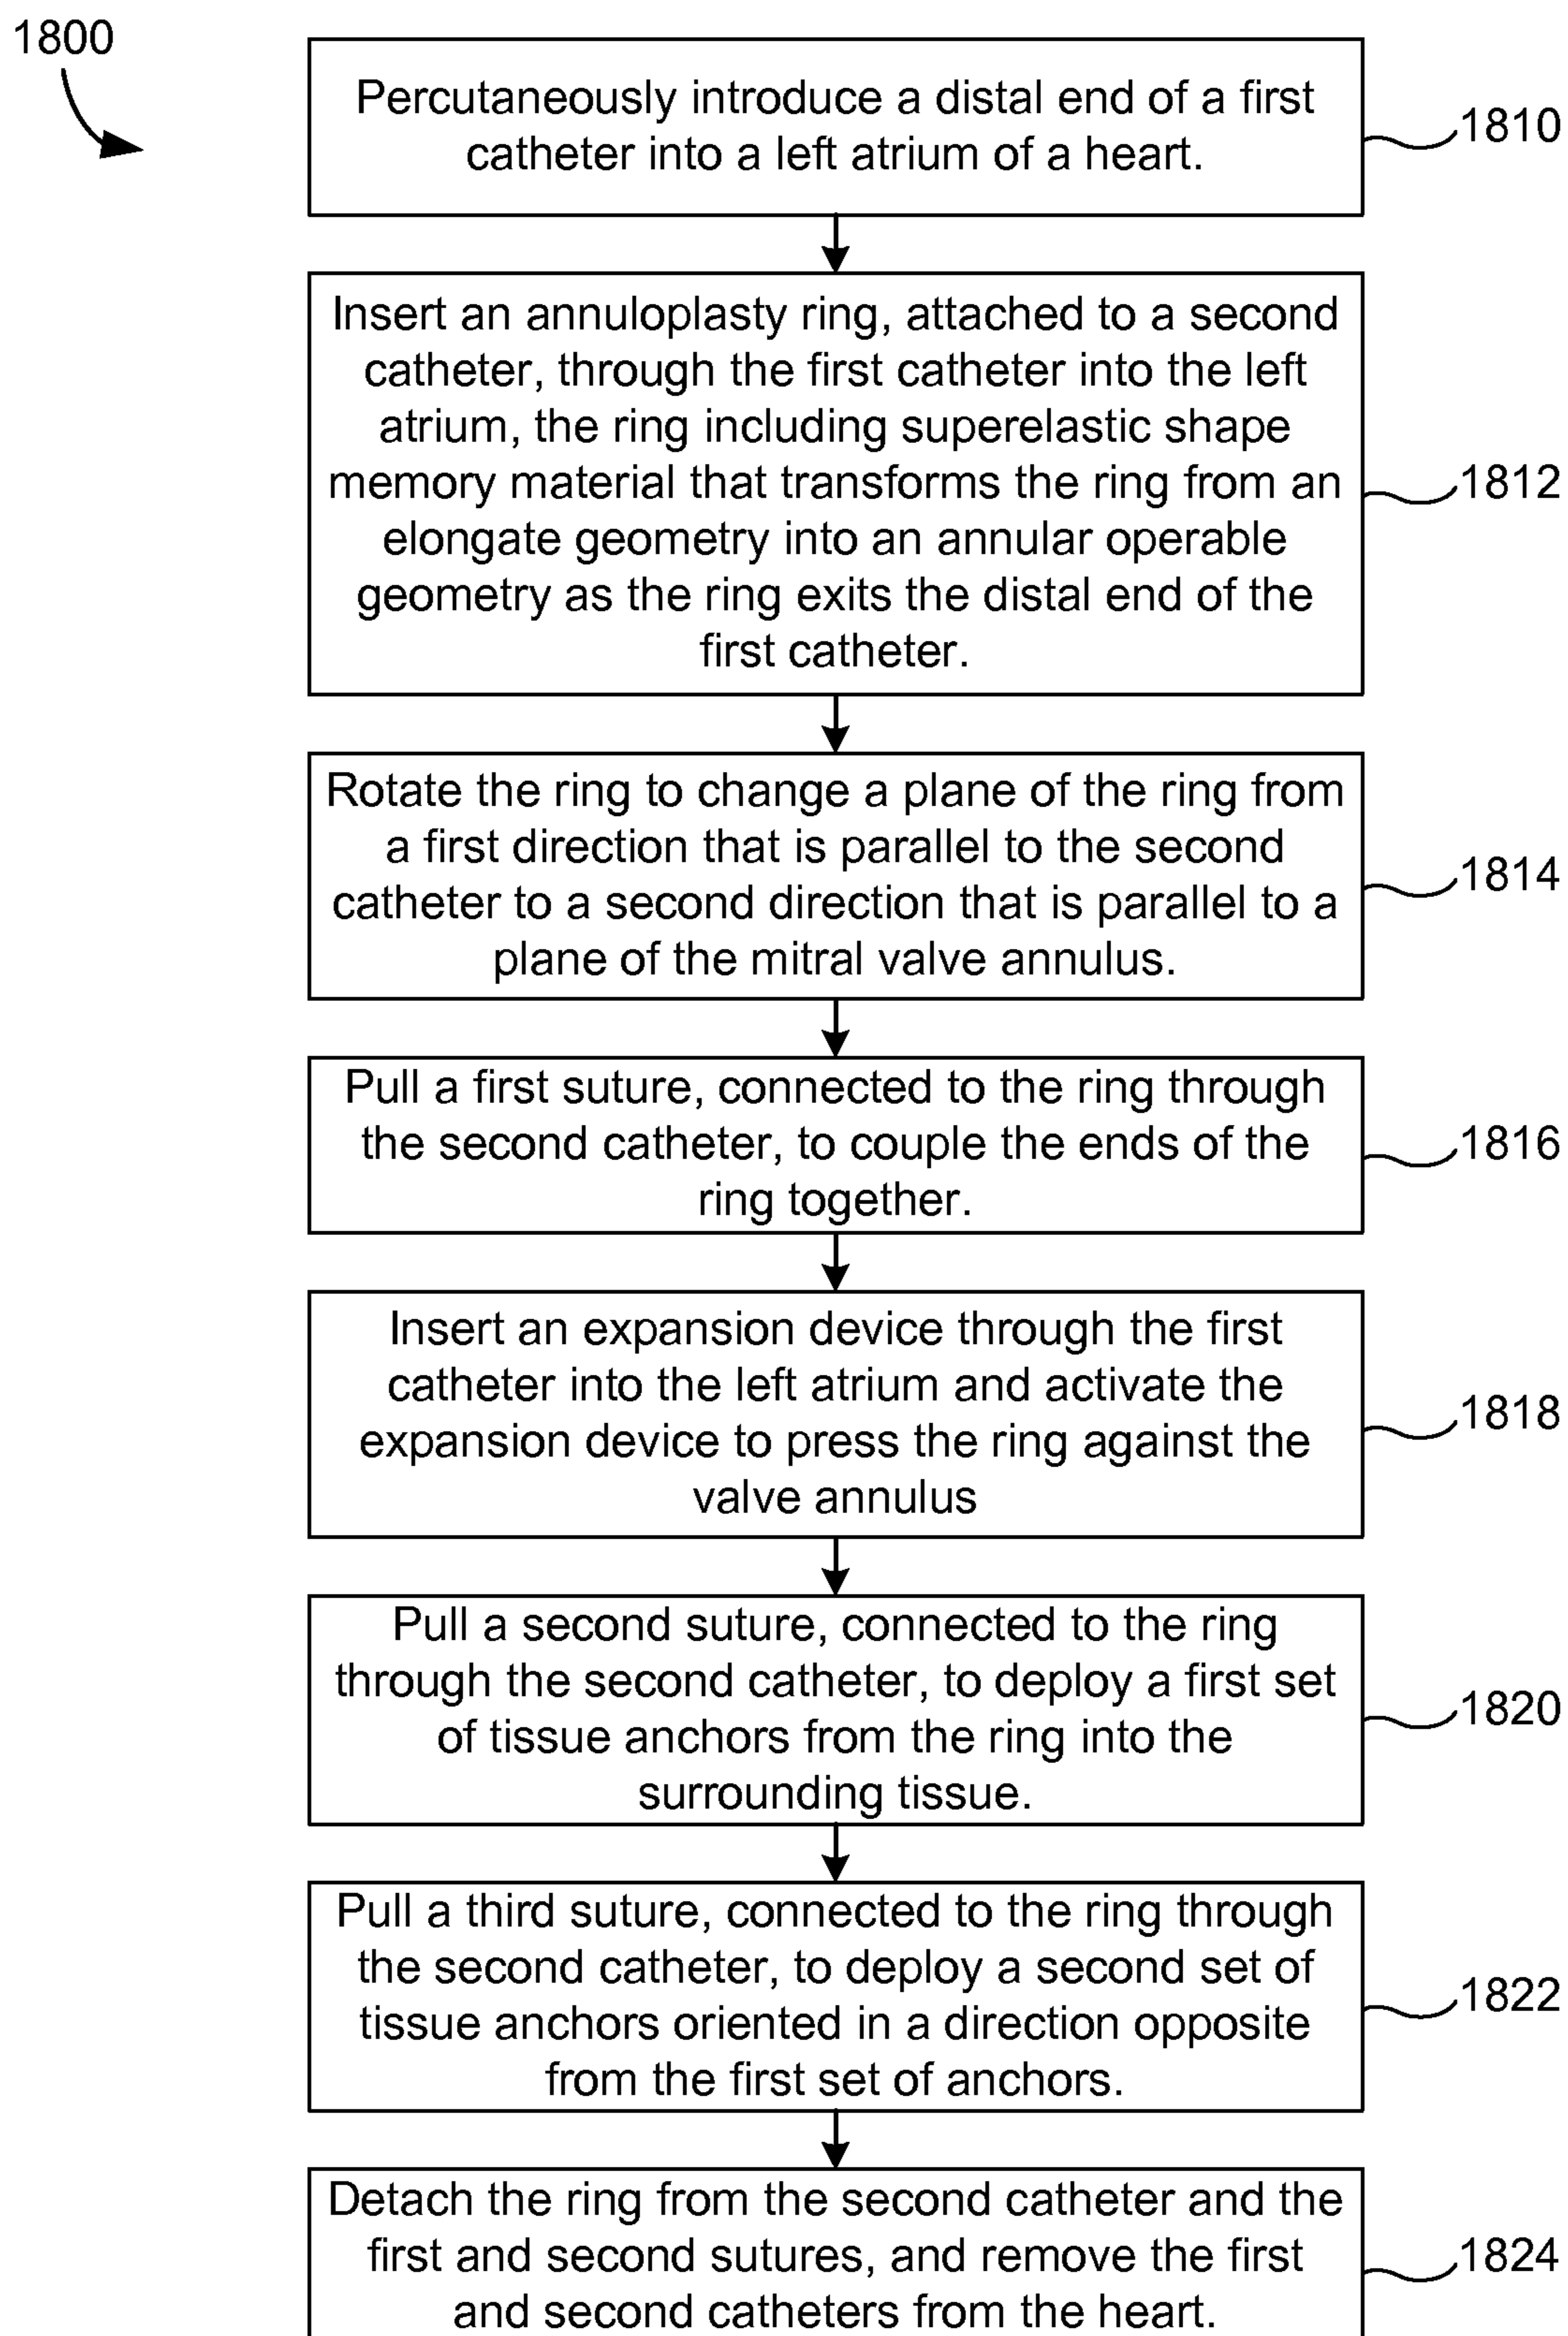 1800
Percutaneously introduce a distal end of a first
catheter into a left atrium of a heart.
1810
Insert an annuloplasty ring, attached to a second
catheter, through the first catheter into the left
atrium, the ring including superelastic shape
memory material that transforms the ring from an
elongate geometry into an annular operable
geometry as the ring exits the distal end of the
first catheter.
1812
Rotate the ring to change a plane of the ring from
a first direction that is parallel to the second
catheter to a second direction that is parallel to a
plane of the mitral valve annulus.
1814
Pull a first suture, connected to the ring through
the second catheter, to couple the ends of the
ring together.
1816
Insert an expansion device through the first
catheter into the left atrium and activate the
expansion device to press the ring against the
valve annulus
1818
Pull a second suture, connected to the ring
through the second catheter, to deploy a first set
of tissue anchors from the ring into the
surrounding tissue.
1820
Pull a third suture, connected to the ring through
the second catheter, to deploy a second set of
tissue anchors oriented in a direction opposite
from the first set of anchors.
1822
Detach the ring from the second catheter and the
first and second sutures, and remove the first
and second catheters from the heart.
1824